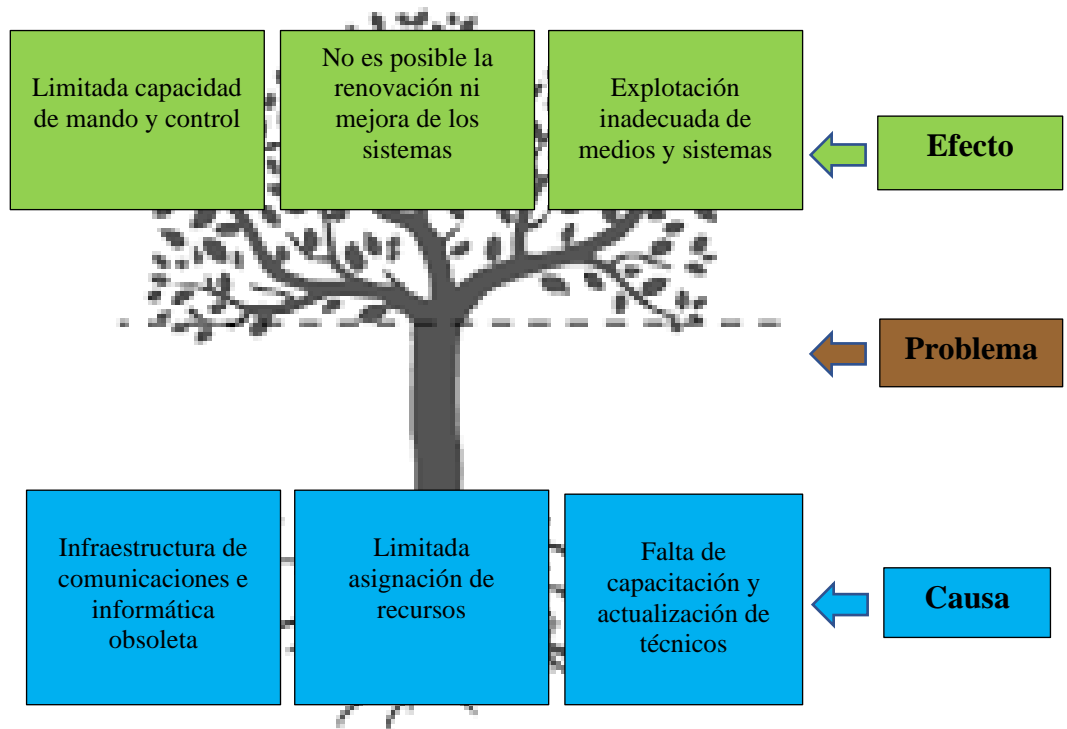 Limitada capacidad
de mando y control
No es posible la
renovación ni
mejora de los
sistemas
Explotación
inadecuada de
medios y sistemas
Efecto
Problema
Infraestructura de
comunicaciones e
informática
obsoleta
Limitada
asignación de
recursos
Falta de
capacitación y
actualización de
técnicos
Causa